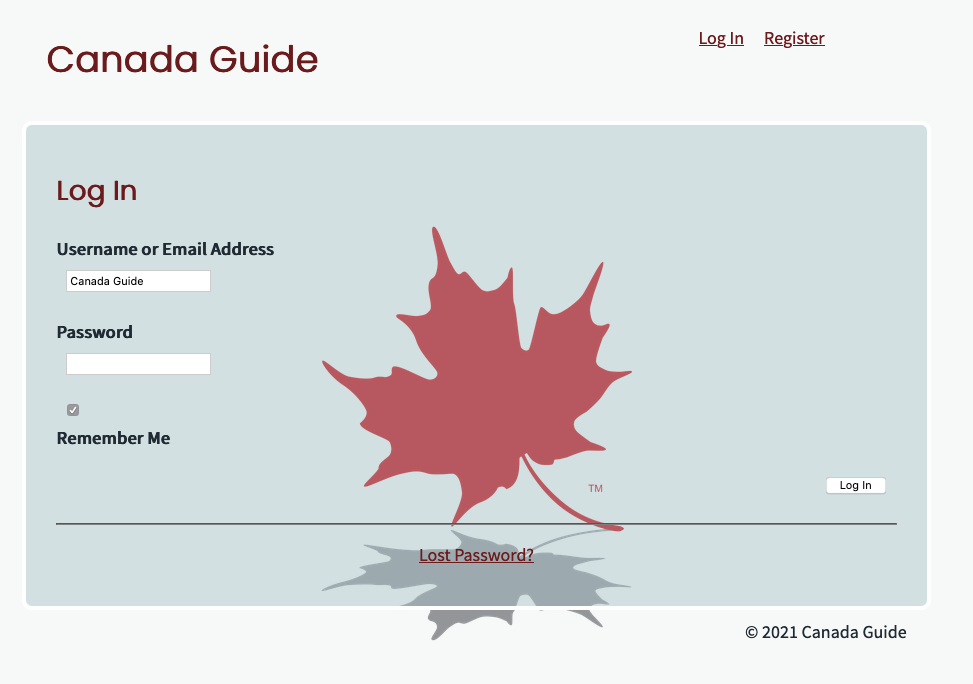 Canada Guide
Log In Register
Log In
Username or Email Address
Canada Guide
Password
Remember Me
TM
Log In
Lost Password?
© 2021 Canada Guide